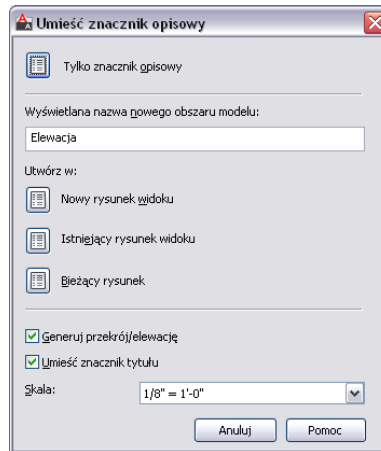 Umieść znacznik opisowy
Tylko znacznik opisowy
Wyświetlana nazwa nowego obszaru modelu:
Elewacja
Utwórz w:
Nowy rysunek widoku
Istniejący rysunek widoku
Bieżący rysunek
Generuj przekrój/elewację
Umieść znacznik tytułu
Skala:
1/8" = 1'-0"
Anuluj
Pomoc